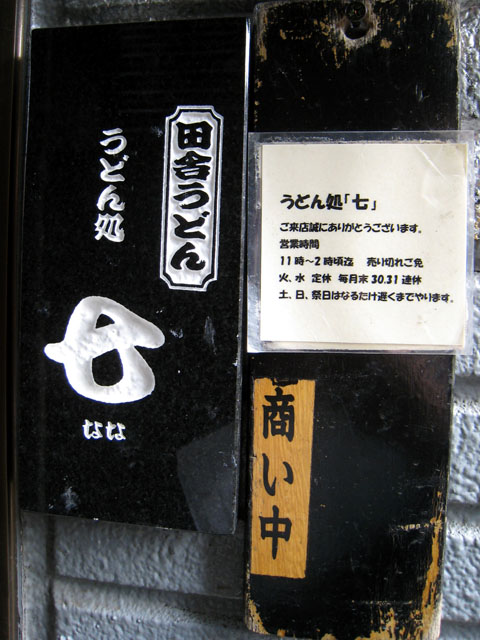 田舎うどん
うどん処
七
なな
うどん処「七」
ご来店誠にありがとうございます。
営業時間
11時〜2時頃迄 売り切れご免
火、水 定休 毎月末30.31連休
土、日、祭日はなるたけ遅くまでやります。
商い中